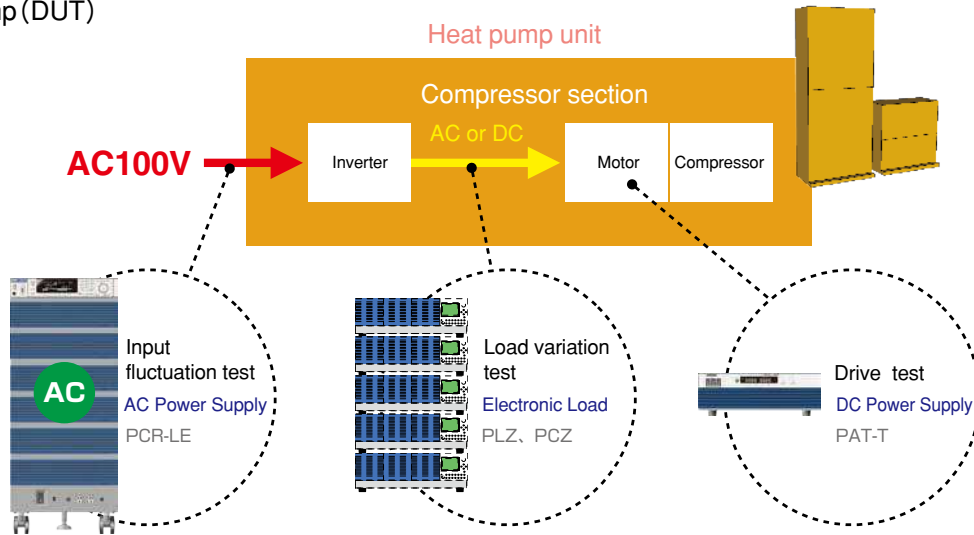 p(DUT)
Heat pump unit
Compressor section
AC or DC
AC100V
Inverter
Motor
Compressor
Input
fluctuation test
AC Power Supply
PCR-LE
AC
Load variation
test
Electronic Load
PLZ、PCZ
Drive test
DC Power Supply
PAT-T